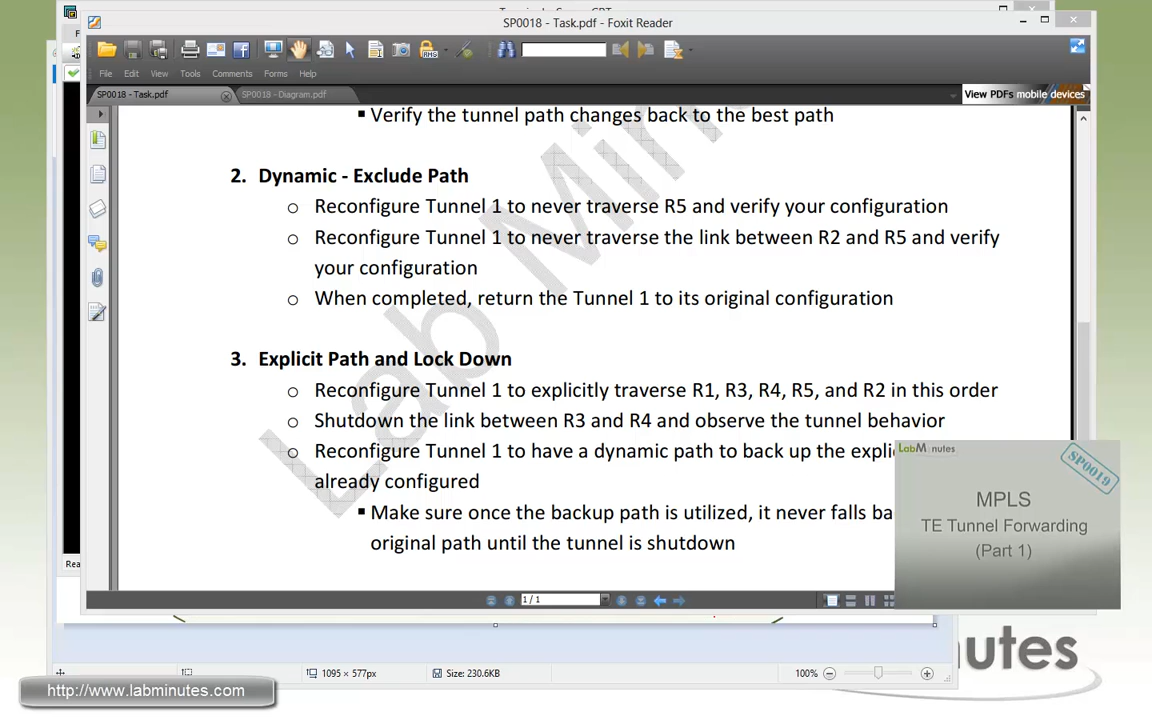 SP0018 - Task.pdf - Foxit Reader
File Edit View Tools Comments Forms Help
SP0018 - Task.pdf
SP0018 - Diagram.pdf
View PDFs mobile devices
▪ Verify the tunnel path changes back to the best path
2. Dynamic - Exclude Path
o Reconfigure Tunnel 1 to never traverse R5 and verify your configuration
o Reconfigure Tunnel 1 to never traverse the link between R2 and R5 and verify
your configuration
o When completed, return the Tunnel 1 to its original configuration
3. Explicit Path and Lock Down
o Reconfigure Tunnel 1 to explicitly traverse R1, R3, R4, R5, and R2 in this order
o Shutdown the link between R3 and R4 and observe the tunnel behavior
o Reconfigure Tunnel 1 to have a dynamic path to back up the expli
already configured
▪ Make sure once the backup path is utilized, it never falls ba
original path until the tunnel is shutdown
Lab Min
LabM nutes
SP0019
MPLS
TE Tunnel Forwarding
(Part 1)
Rea
1 / 1
1095 × 577px
Size: 230.6KB
100%
nutes
http://www.labminutes.com